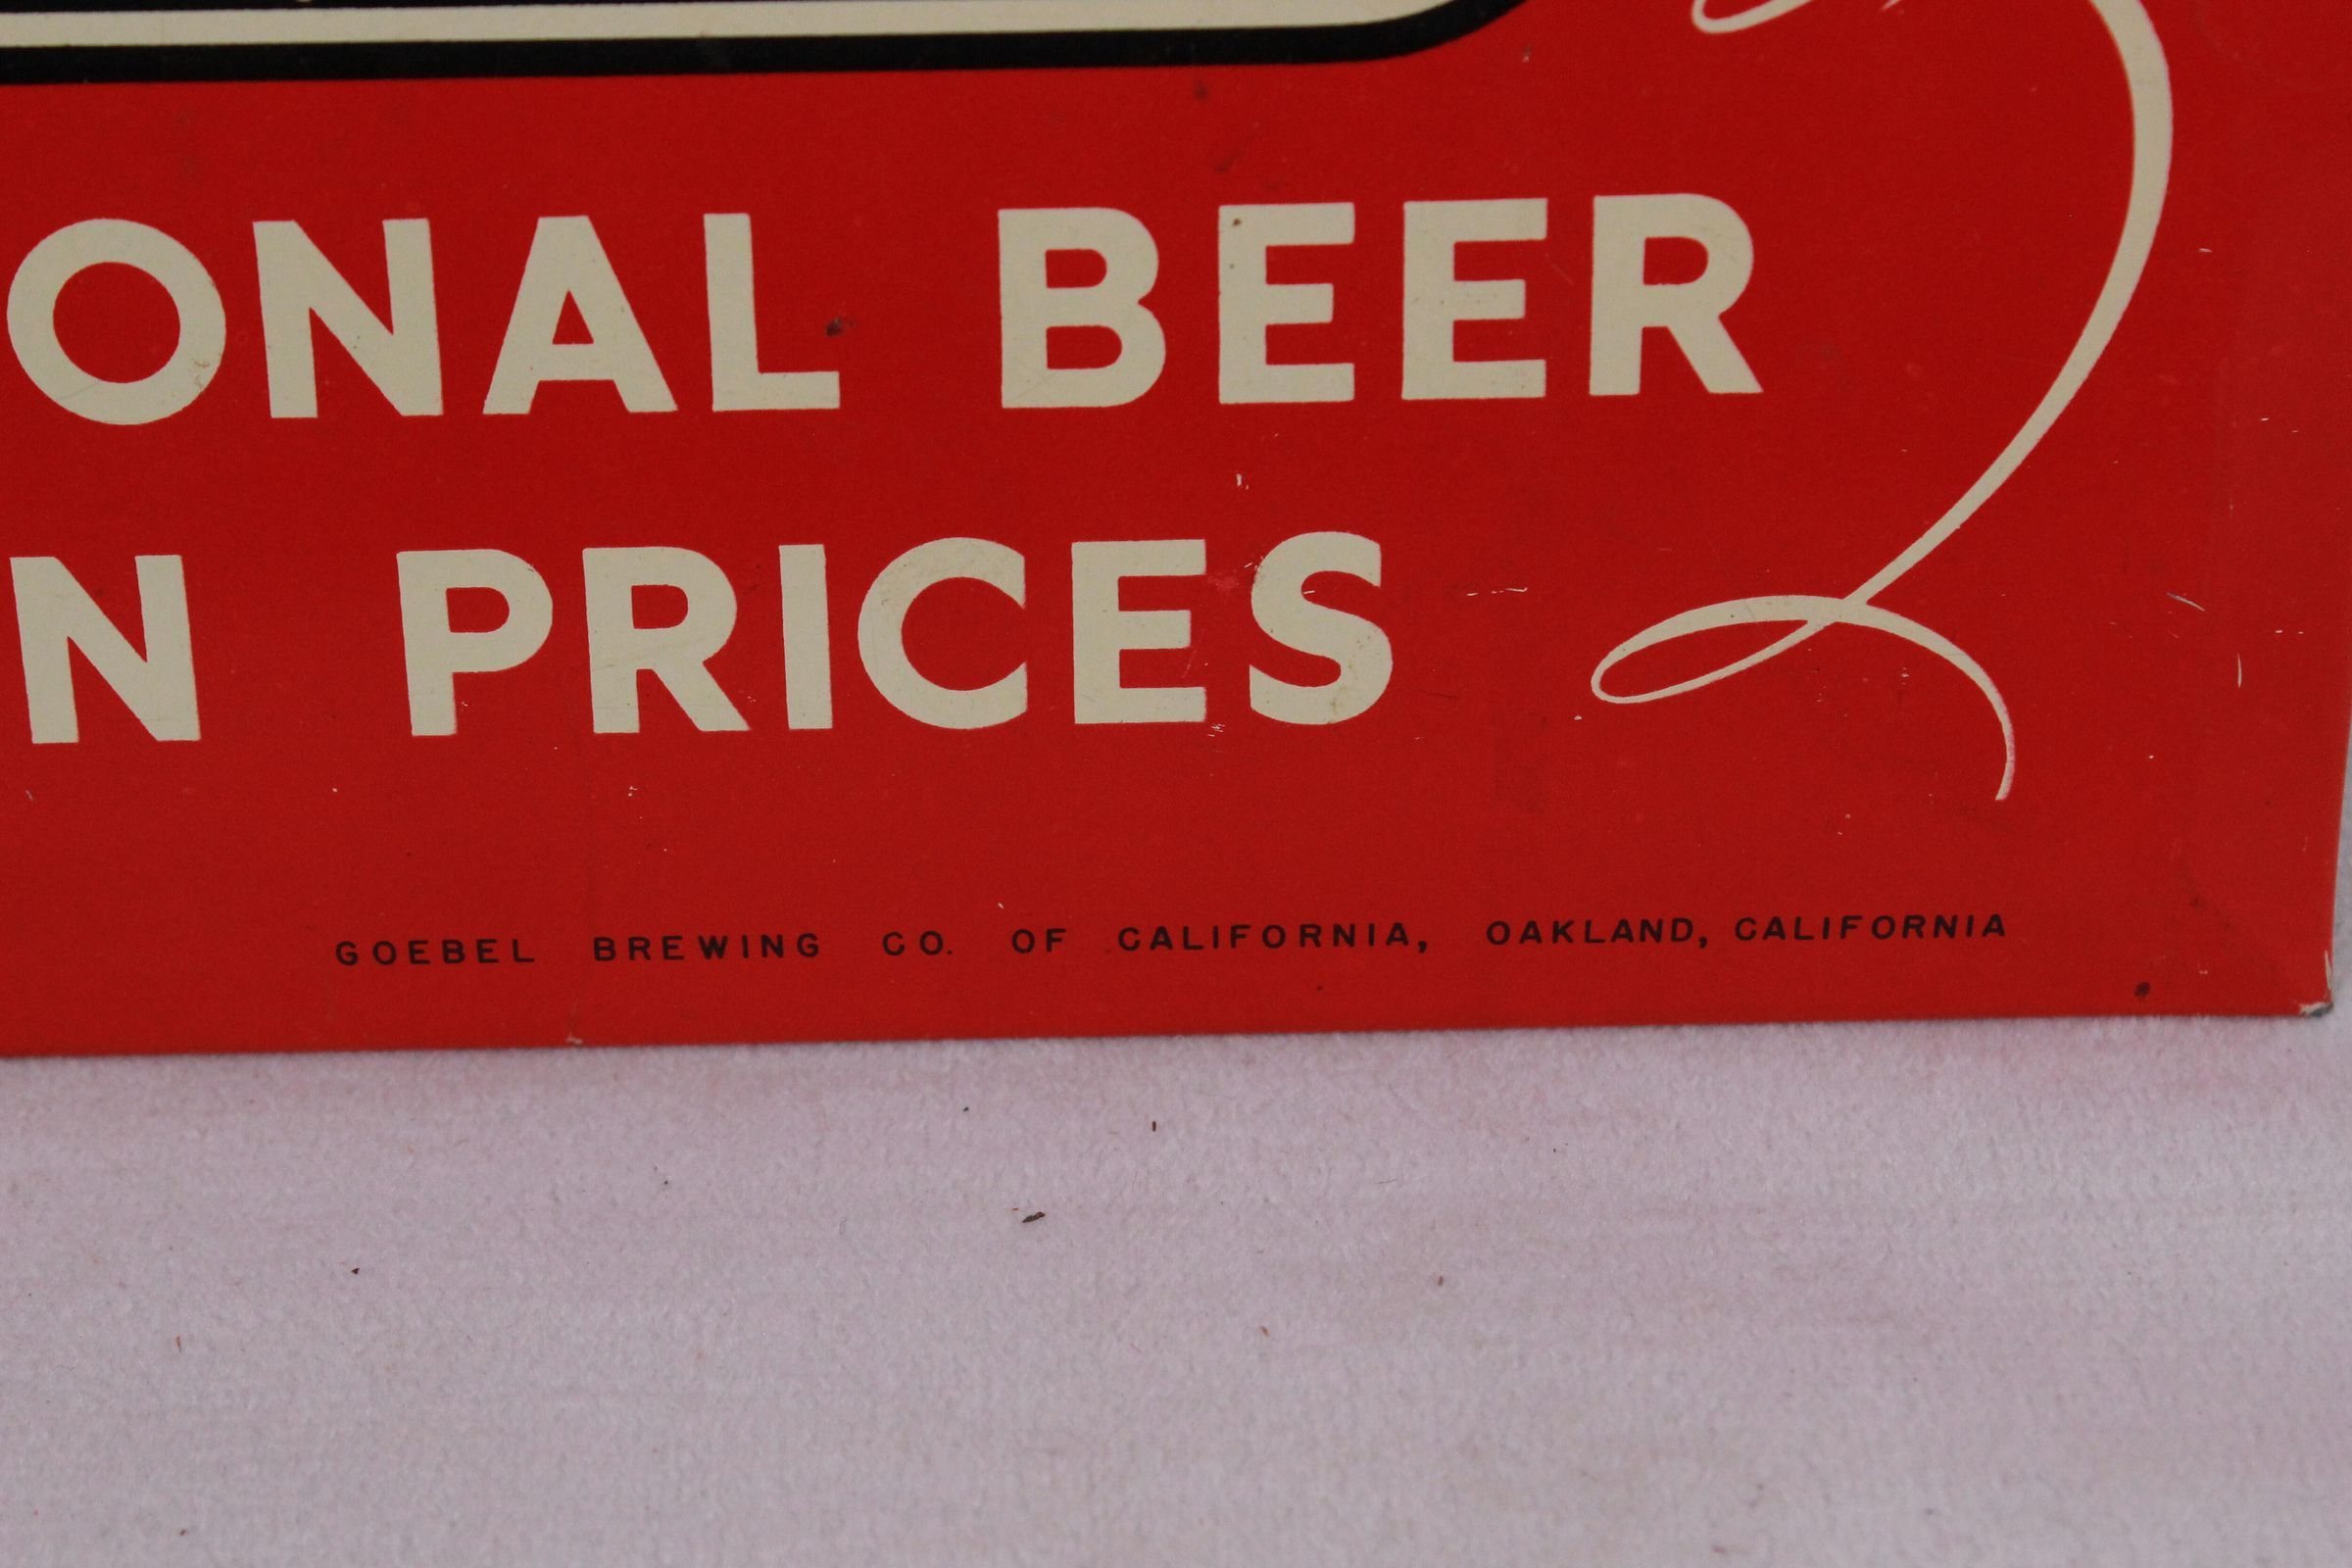 ONAL BEER
N PRICES
GOEBEL BREWING CO. OF CALIFORNIA, OAKLAND, CALIFORNIA